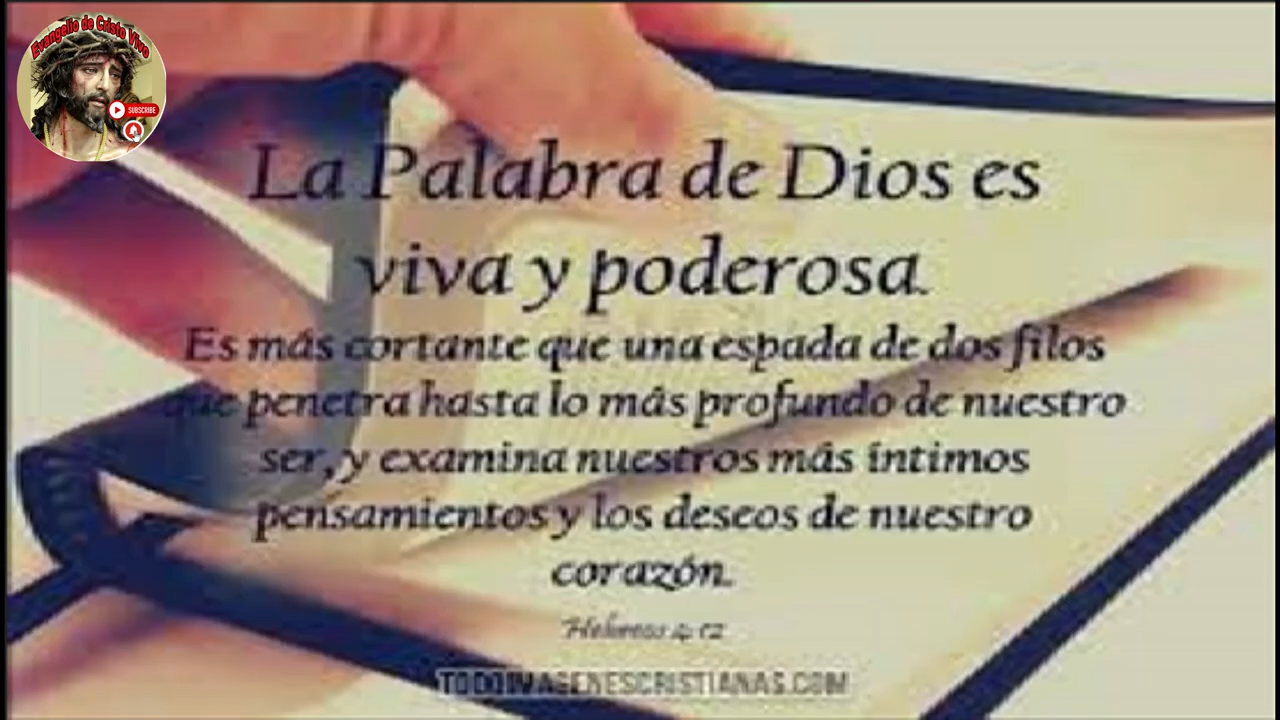 Evangelio de Cristo Vivo
SUBSCRIBE
La Palabra de Dios es
viva y poderosa.
Es más cortante que una espada de dos filos
que penetra hasta lo más profundo de nuestro
ser, y examina nuestros más íntimos
pensamientos y los deseos de nuestro
corazón.
Hebreos 4:12
TODOIMAGENESCRISTIANAS.COM